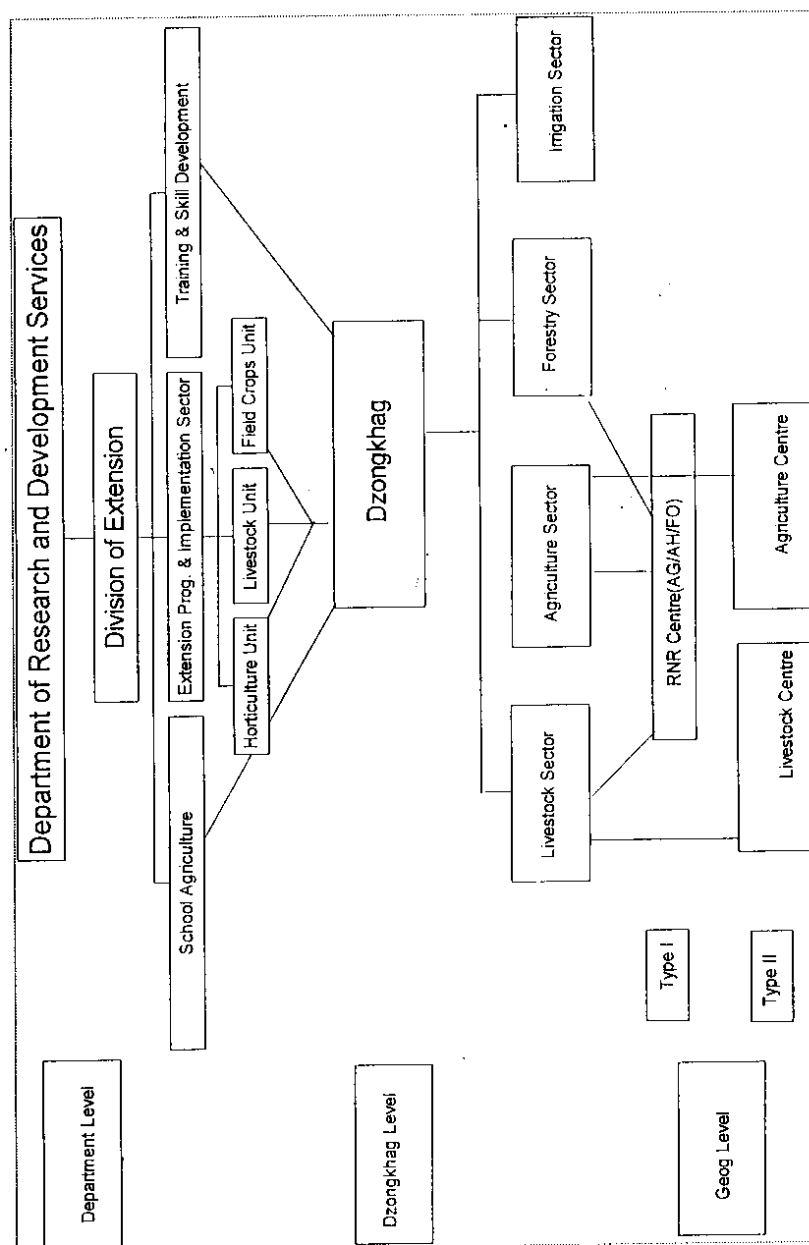 Department of Research and Development Services
Department Level
Division of Extension
School Agriculture
Extension Prog. & Implementation Sector
Training & Skill Development
Horticulture Unit
Livestock Unit
Field Crops Unit
Dzongkhag Level
Dzongkhag
Livestock Sector
Agriculture Sector
Forestry Sector
Irrigation Sector
Geog Level
Type I
RNR Centre(AG/AH/FO)
Type II
Livestock Centre
Agriculture Centre